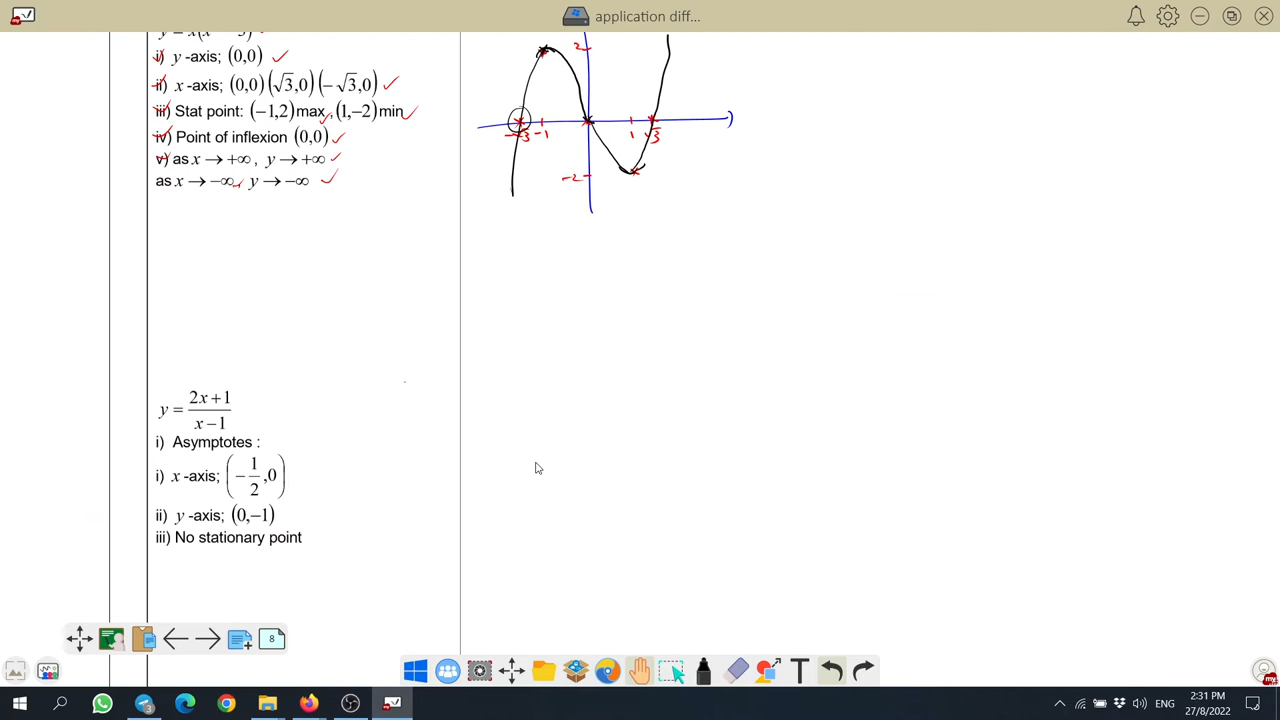 application diff...
y = x(x - 3)
i) y -axis; (0,0)
ii) x -axis; (0,0)(√3,0)(-√3,0)
iii) Stat point: (-1,2)max, (1,-2)min
iv) Point of inflexion (0,0)
v) as x → +∞ , y → +∞
as x → -∞, y → -∞
2
-√3 -1 1 √3
-2
y = (2x+1)/(x-1)
i) Asymptotes :
i) x -axis; (-1/2,0)
ii) y -axis; (0,-1)
iii) No stationary point
8
ENG
2:31 PM
27/8/2022